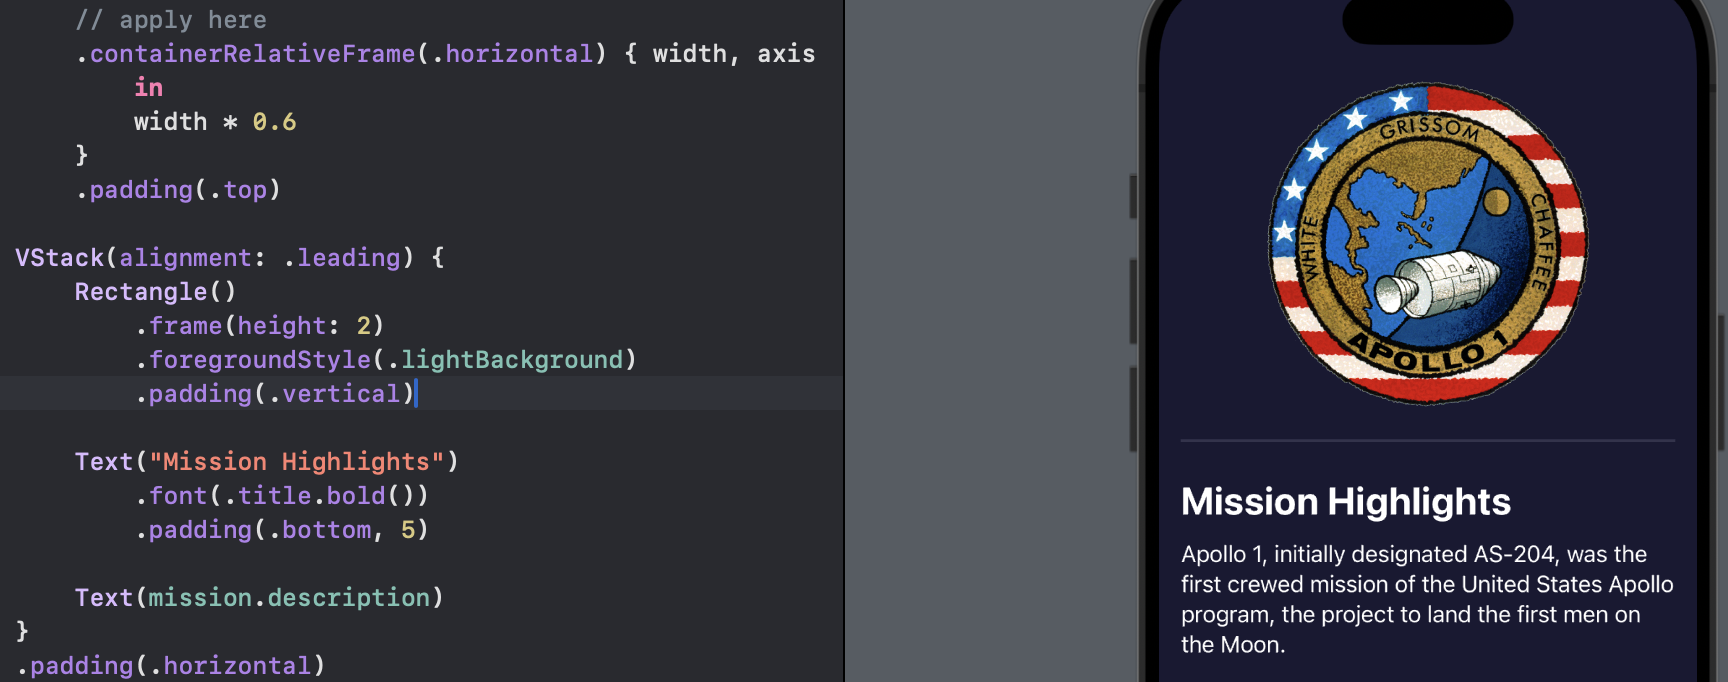 // apply here
.containerRelativeFrame(.horizontal) { width, axis
in
width * 0.6
}
.padding(.top)
VStack(alignment: .leading) {
Rectangle()
.frame(height: 2)
.foregroundStyle(.lightBackground)
.padding(.vertical)
Text("Mission Highlights")
.font(.title.bold())
.padding(.bottom, 5)
Text(mission.description)
}
.padding(.horizontal)
GRISSOM
WHITE
CHAFFEE
APOLLO 1
Mission Highlights
Apollo 1, initially designated AS-204, was the
first crewed mission of the United States Apollo
program, the project to land the first men on
the Moon.